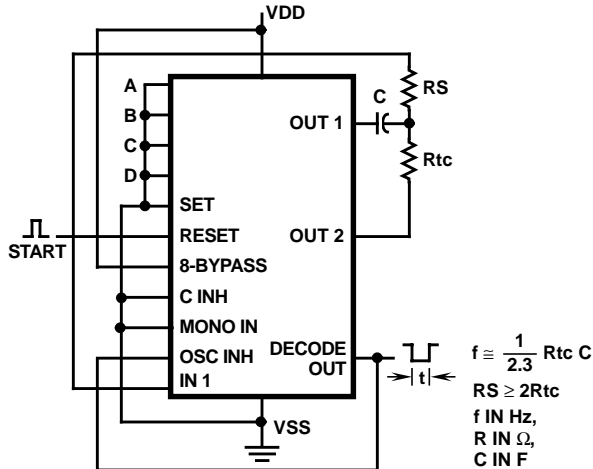 VDD
A
B
C
D
SET
RESET
START
8-BYPASS
C INH
MONO IN
OSC INH
IN 1
OUT 1
C
RS
Rtc
OUT 2
DECODE
OUT
VSS
t
f ≅ 1/2.3 Rtc C
RS ≥ 2Rtc
f IN Hz,
R IN Ω,
C IN F